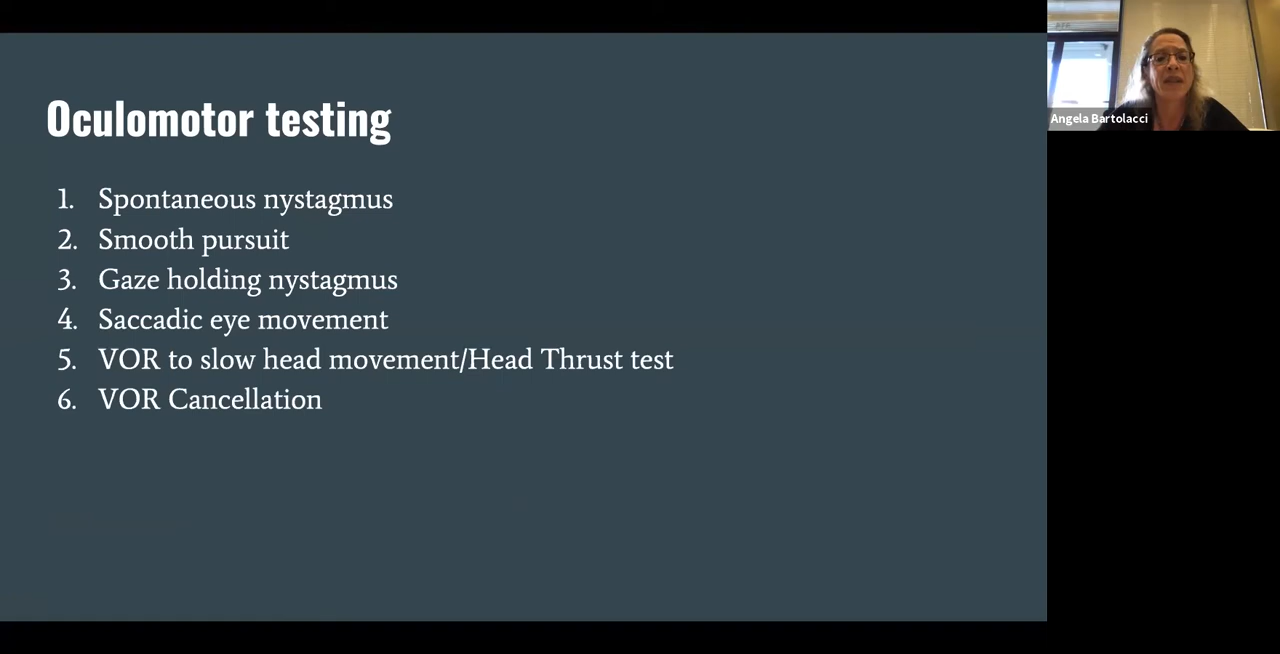 Oculomotor testing
1. Spontaneous nystagmus
2. Smooth pursuit
3. Gaze holding nystagmus
4. Saccadic eye movement
5. VOR to slow head movement/Head Thrust test
6. VOR Cancellation
Angela Bartolacci